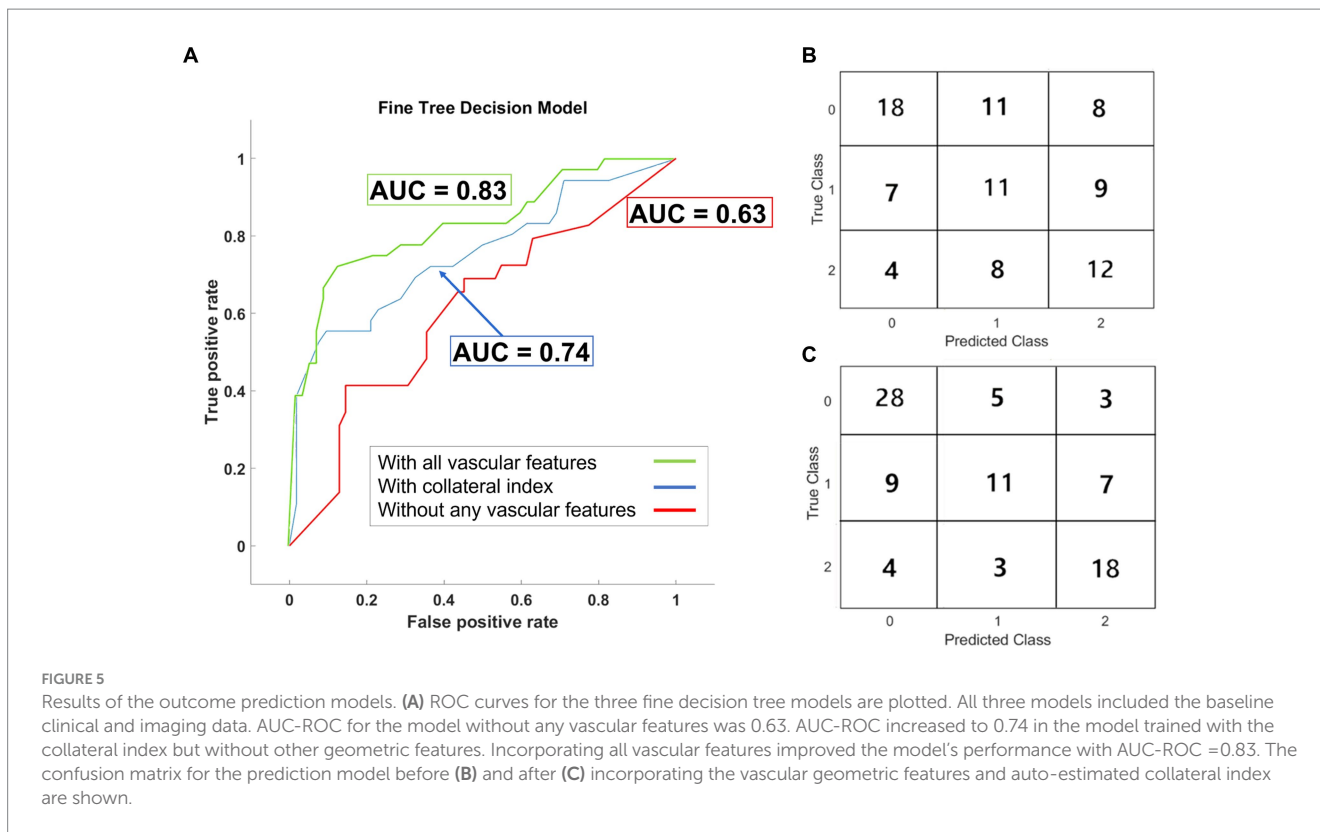 A
Fine Tree Decision Model
True positive rate
1
0.8
0.6
0.4
0.2
0
AUC = 0.83
AUC = 0.63
AUC = 0.74
With all vascular features
With collateral index
Without any vascular features
0 0.2 0.4 0.6 0.8 1
False positive rate
B
True Class
0 18 11 8
1 7 11 9
2 4 8 12
0 1 2
Predicted Class
C
True Class
0 28 5 3
1 9 11 7
2 4 3 18
0 1 2
Predicted Class
FIGURE 5
Results of the outcome prediction models. (A) ROC curves for the three fine decision tree models are plotted. All three models included the baseline
clinical and imaging data. AUC-ROC for the model without any vascular features was 0.63. AUC-ROC increased to 0.74 in the model trained with the
collateral index but without other geometric features. Incorporating all vascular features improved the model's performance with AUC-ROC =0.83. The
confusion matrix for the prediction model before (B) and after (C) incorporating the vascular geometric features and auto-estimated collateral index
are shown.